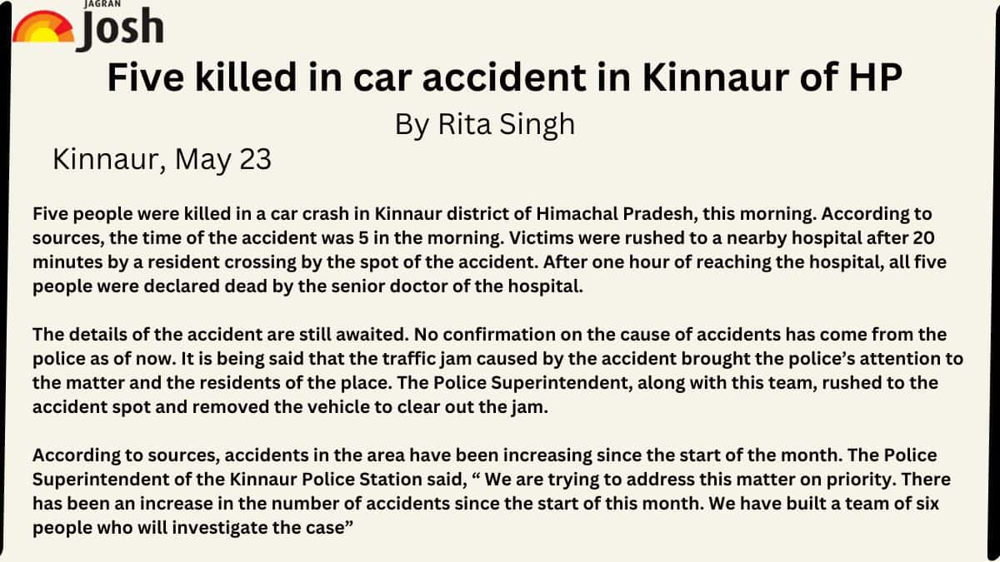 JAGRAN
Josh
Five killed in car accident in Kinnaur of HP
By Rita Singh
Kinnaur, May 23
Five people were killed in a car crash in Kinnaur district of Himachal Pradesh, this morning. According to
sources, the time of the accident was 5 in the morning. Victims were rushed to a nearby hospital after 20
minutes by a resident crossing by the spot of the accident. After one hour of reaching the hospital, all five
people were declared dead by the senior doctor of the hospital.
The details of the accident are still awaited. No confirmation on the cause of accidents has come from the
police as of now. It is being said that the traffic jam caused by the accident brought the police’s attention to
the matter and the residents of the place. The Police Superintendent, along with this team, rushed to the
accident spot and removed the vehicle to clear out the jam.
According to sources, accidents in the area have been increasing since the start of the month. The Police
Superintendent of the Kinnaur Police Station said, “ We are trying to address this matter on priority. There
has been an increase in the number of accidents since the start of this month. We have built a team of six
people who will investigate the case”